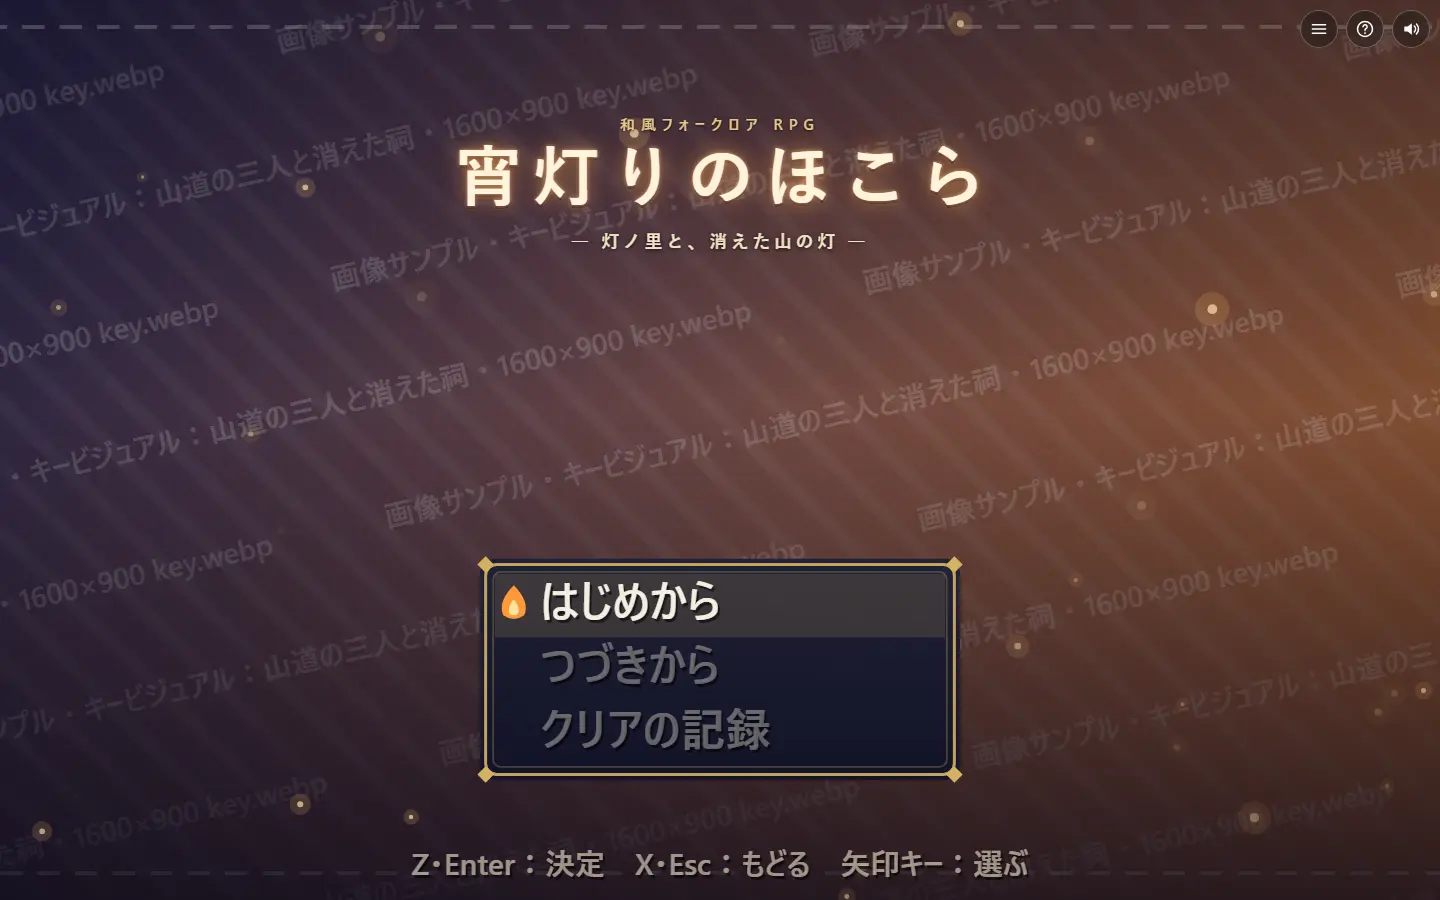 和風フォークロア RPG
宵灯りのほこら
― 灯ノ里と、消えた山の灯 ―
はじめから
つづきから
クリアの記録
Z・Enter：決定　X・Esc：もどる　矢印キー：選ぶ
画像サンプル・キービジュアル：山道の三人と消えた祠・1600×900 key.webp